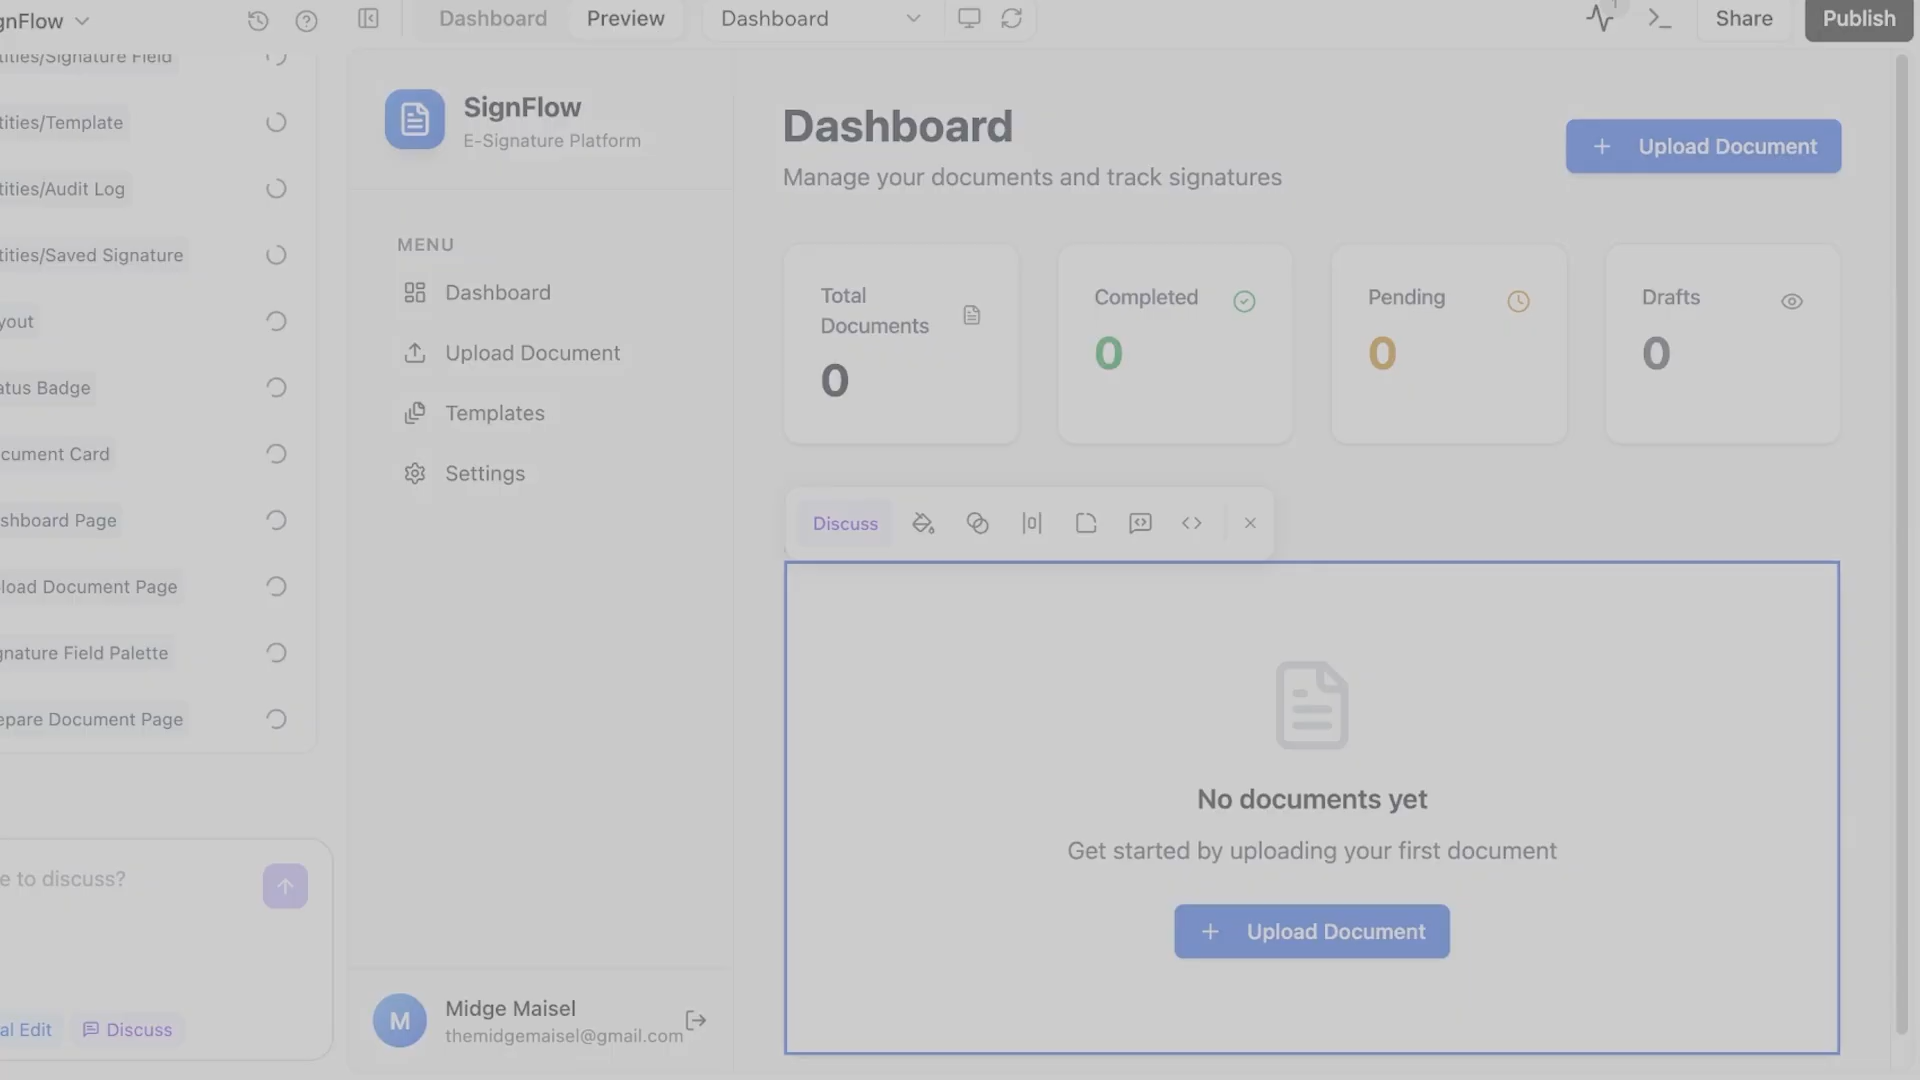 gnFlow
Dashboard
Preview
Dashboard
1
Share
Publish
tities/Signature Field
tities/Template
tities/Audit Log
tities/Saved Signature
yout
atus Badge
cument Card
shboard Page
load Document Page
gnature Field Palette
epare Document Page
e to discuss?
al Edit
Discuss
SignFlow
E-Signature Platform
MENU
Dashboard
Upload Document
Templates
Settings
Midge Maisel
themidgemaisel@gmail.com
M
Dashboard
Manage your documents and track signatures
+ Upload Document
Total
Documents
0
Completed
0
Pending
0
Drafts
0
Discuss
No documents yet
Get started by uploading your first document
+ Upload Document